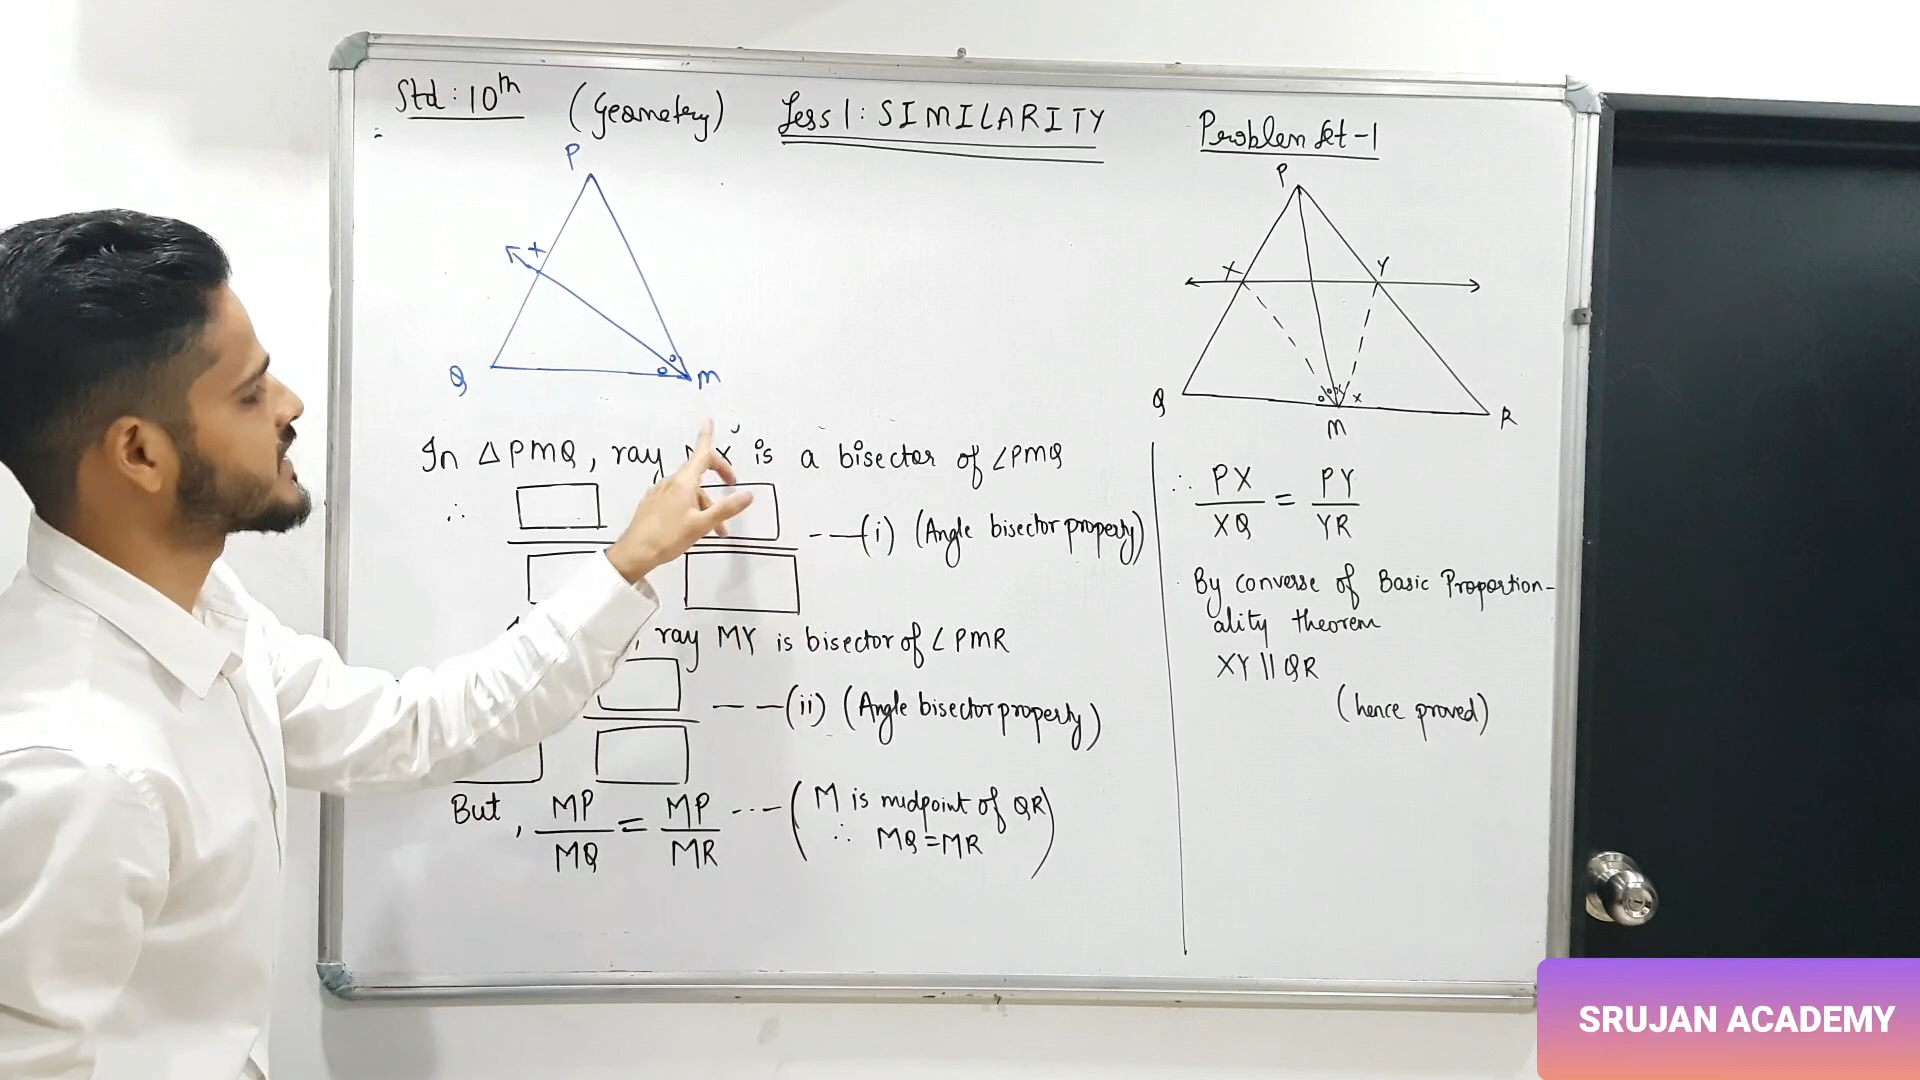 Std : 10th (Geometry) Less 1 : SIMILARITY
P
X
Q
M
In △PMQ, ray X is a bisector of ∠PMQ
∴ --- (i) (Angle bisector property)
, ray MY is bisector of ∠PMR
--- (ii) (Angle bisector property)
But, MP/MQ = MP/MR ---- (M is midpoint of QR
∴ MQ = MR)
Problem Set - 1
P
X Y
Q
M
R
∴ PX/XQ = PY/YR
By converse of Basic Proportion-
ality theorem
XY || QR
(hence proved)
SRUJAN ACADEMY